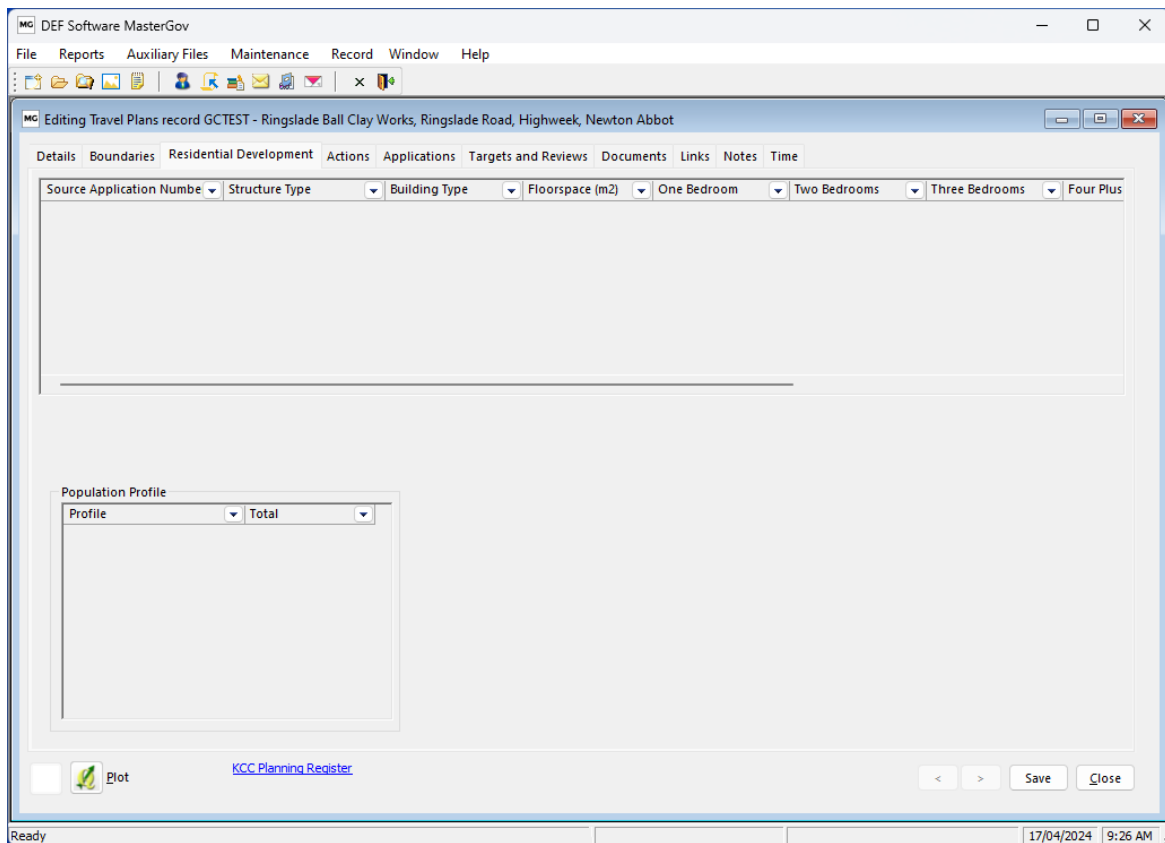 MG DEF Software MasterGov
File Reports Auxiliary Files Maintenance Record Window Help
MG Editing Travel Plans record GCTEST - Ringslade Ball Clay Works, Ringslade Road, Highweek, Newton Abbot
Details Boundaries Residential Development Actions Applications Targets and Reviews Documents Links Notes Time
Source Application Numbe Structure Type Building Type Floorspace (m2) One Bedroom Two Bedrooms Three Bedrooms Four Plus
Population Profile
Profile Total
Plot KCC Planning Register < > Save Close
Ready 17/04/2024 9:26 AM